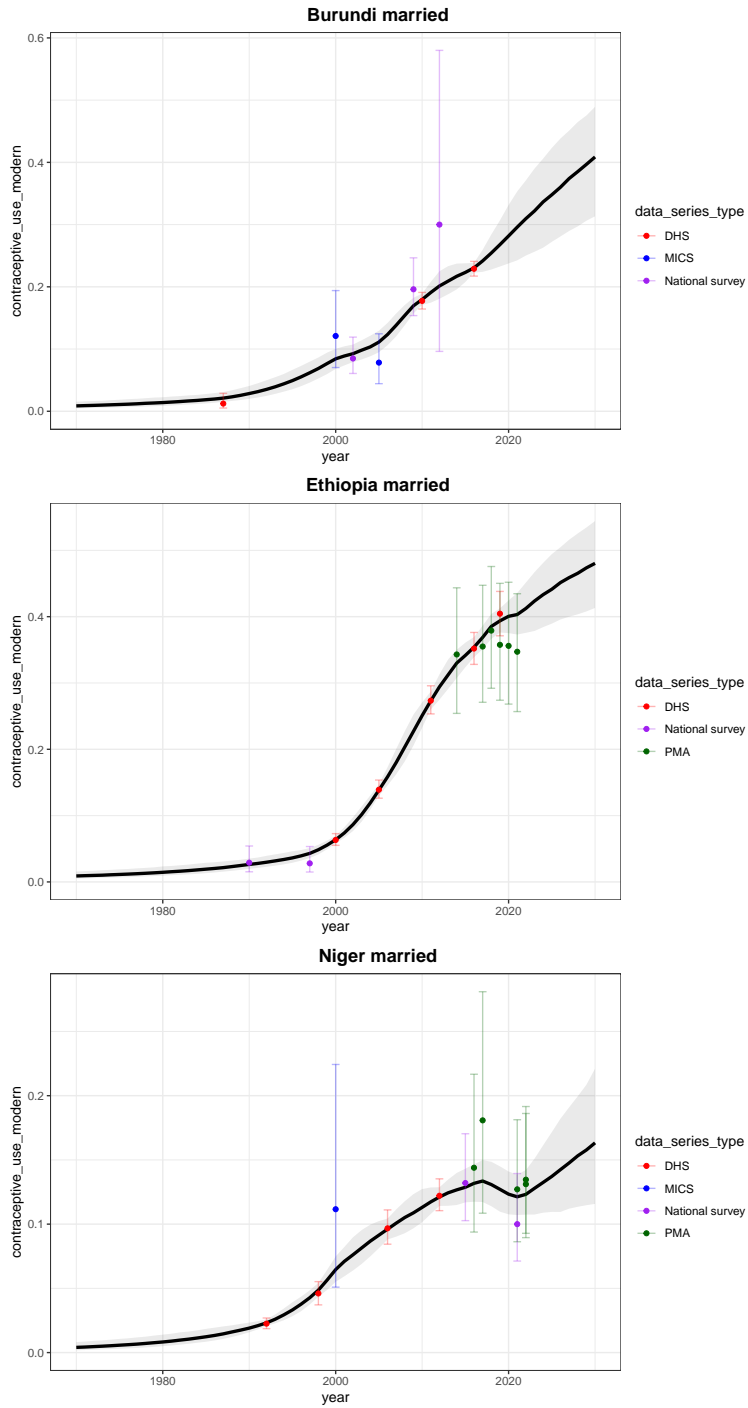 Burundi married
0.6
0.4
0.2
0.0
contraceptive_use_modern
1980
2000
2020
year
data_series_type
DHS
MICS
National survey
Ethiopia married
0.4
0.2
0.0
contraceptive_use_modern
1980
2000
2020
year
data_series_type
DHS
National survey
PMA
Niger married
0.2
0.1
0.0
contraceptive_use_modern
1980
2000
2020
year
data_series_type
DHS
MICS
National survey
PMA